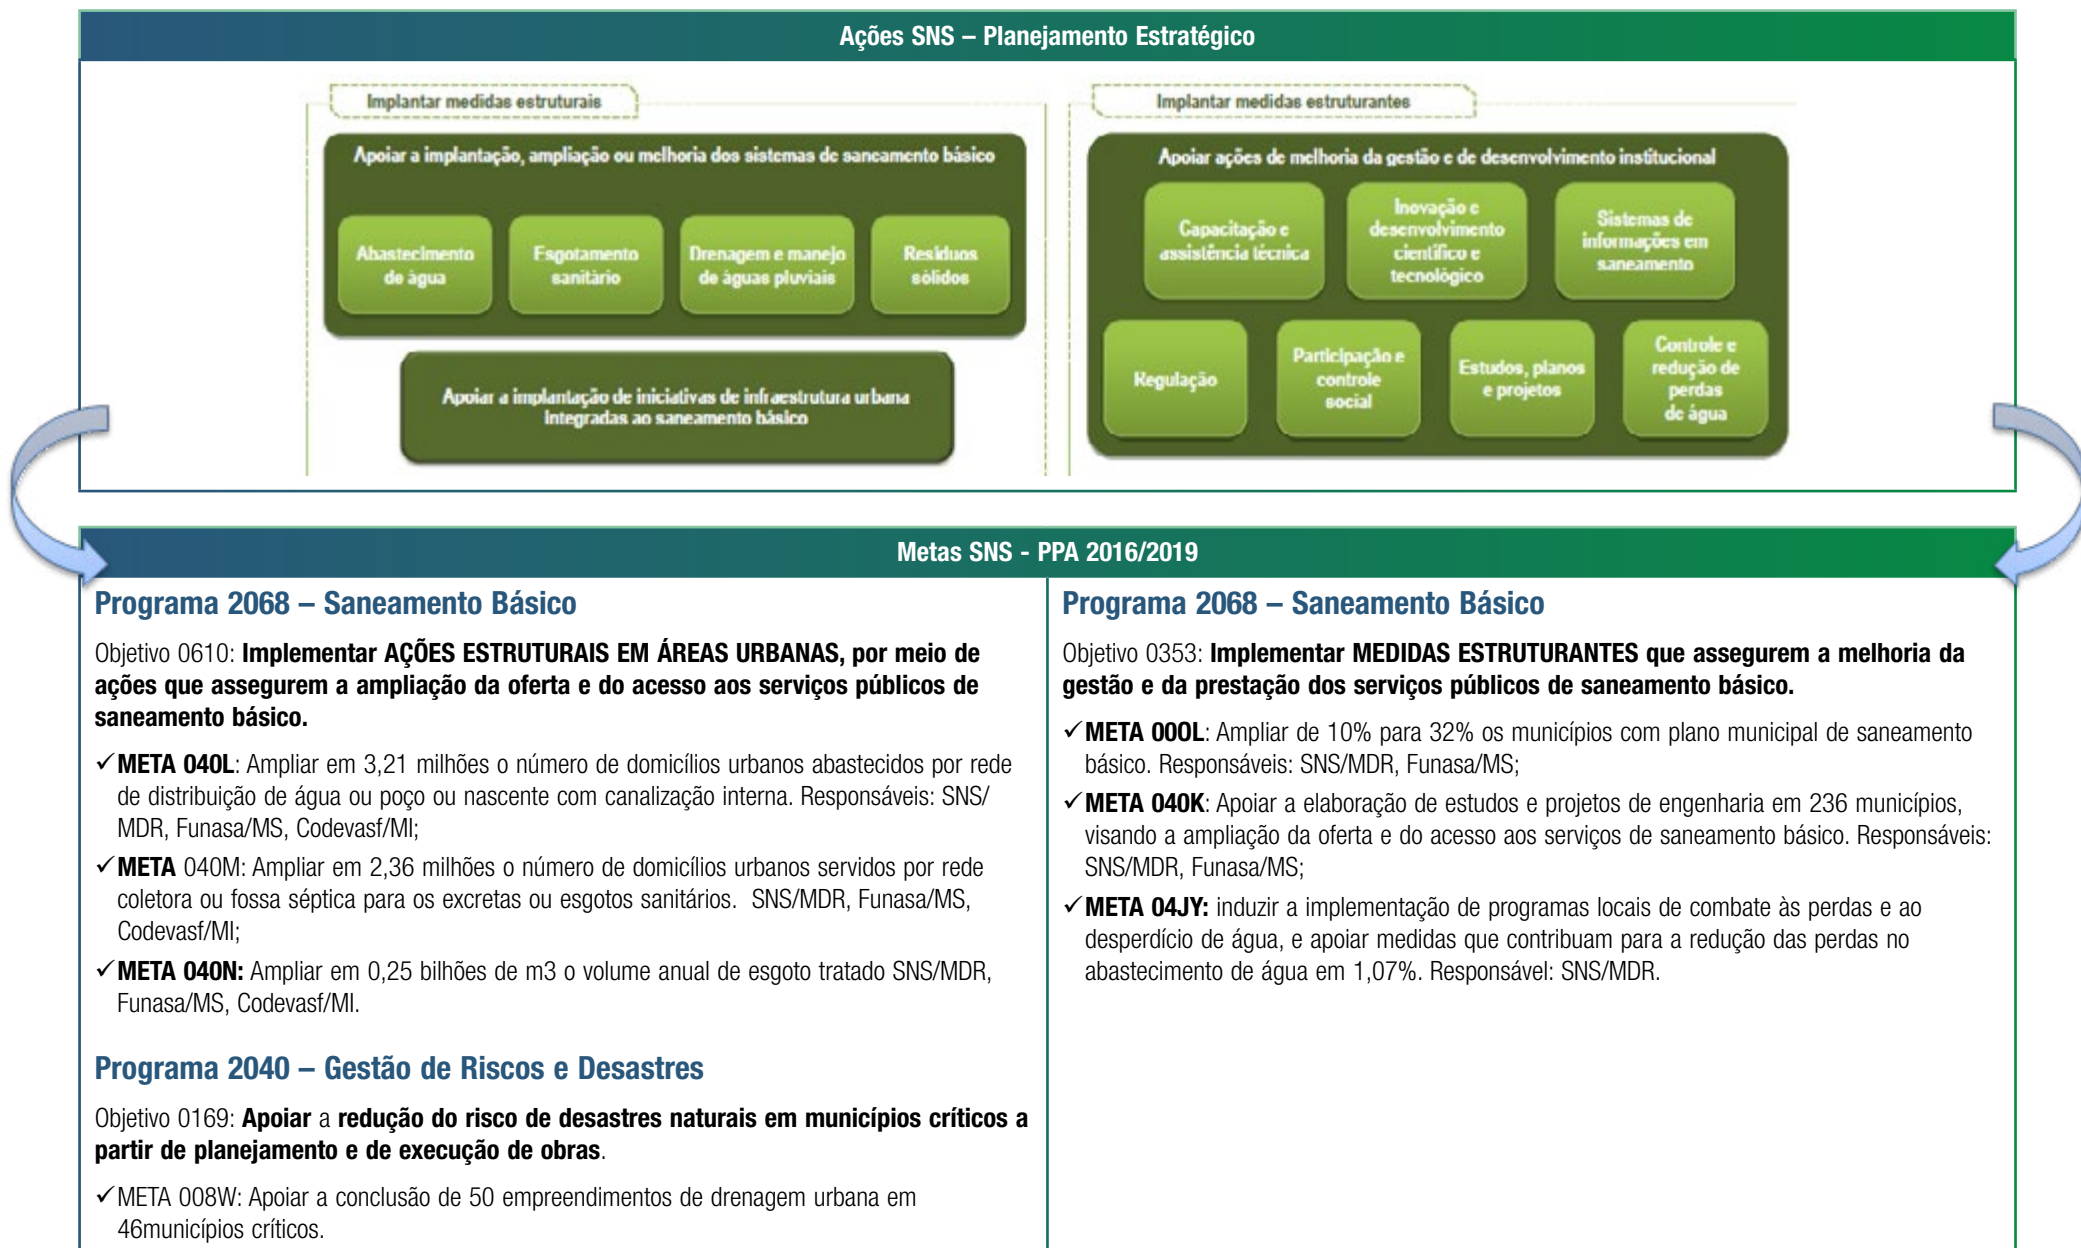 Ações SNS – Planejamento Estratégico
Implantar medidas estruturais
Apoiar a implantação, ampliação ou melhoria dos sistemas de saneamento básico
Abastecimento
de água
Esgotamento
sanitário
Drenagem e manejo
de águas pluviais
Resíduos
sólidos
Apoiar a implantação de iniciativas de infraestrutura urbana
integradas ao saneamento básico
Implantar medidas estruturantes
Apoiar ações de melhoria da gestão e de desenvolvimento institucional
Capacitação e
assistência técnica
Inovação e
desenvolvimento
científico e
tecnológico
Sistemas de
informações em
saneamento
Regulação
Participação e
controle
social
Estudos, planos
e projetos
Controle e
redução de
perdas
de água
Metas SNS - PPA 2016/2019
Programa 2068 – Saneamento Básico
Objetivo 0610: Implementar AÇÕES ESTRUTURAIS EM ÁREAS URBANAS, por meio de
ações que assegurem a ampliação da oferta e do acesso aos serviços públicos de
saneamento básico.
✓META 040L: Ampliar em 3,21 milhões o número de domicílios urbanos abastecidos por rede
de distribuição de água ou poço ou nascente com canalização interna. Responsáveis: SNS/
MDR, Funasa/MS, Codevasf/MI;
✓META 040M: Ampliar em 2,36 milhões o número de domicílios urbanos servidos por rede
coletora ou fossa séptica para os excretas ou esgotos sanitários. SNS/MDR, Funasa/MS,
Codevasf/MI;
✓META 040N: Ampliar em 0,25 bilhões de m3 o volume anual de esgoto tratado SNS/MDR,
Funasa/MS, Codevasf/MI.
Programa 2040 – Gestão de Riscos e Desastres
Objetivo 0169: Apoiar a redução do risco de desastres naturais em municípios críticos a
partir de planejamento e de execução de obras.
✓META 008W: Apoiar a conclusão de 50 empreendimentos de drenagem urbana em
46municípios críticos.
Programa 2068 – Saneamento Básico
Objetivo 0353: Implementar MEDIDAS ESTRUTURANTES que assegurem a melhoria da
gestão e da prestação dos serviços públicos de saneamento básico.
✓META 00OL: Ampliar de 10% para 32% os municípios com plano municipal de saneamento
básico. Responsáveis: SNS/MDR, Funasa/MS;
✓META 040K: Apoiar a elaboração de estudos e projetos de engenharia em 236 municípios,
visando a ampliação da oferta e do acesso aos serviços de saneamento básico. Responsáveis:
SNS/MDR, Funasa/MS;
✓META 04JY: induzir a implementação de programas locais de combate às perdas e ao
desperdício de água, e apoiar medidas que contribuam para a redução das perdas no
abastecimento de água em 1,07%. Responsável: SNS/MDR.